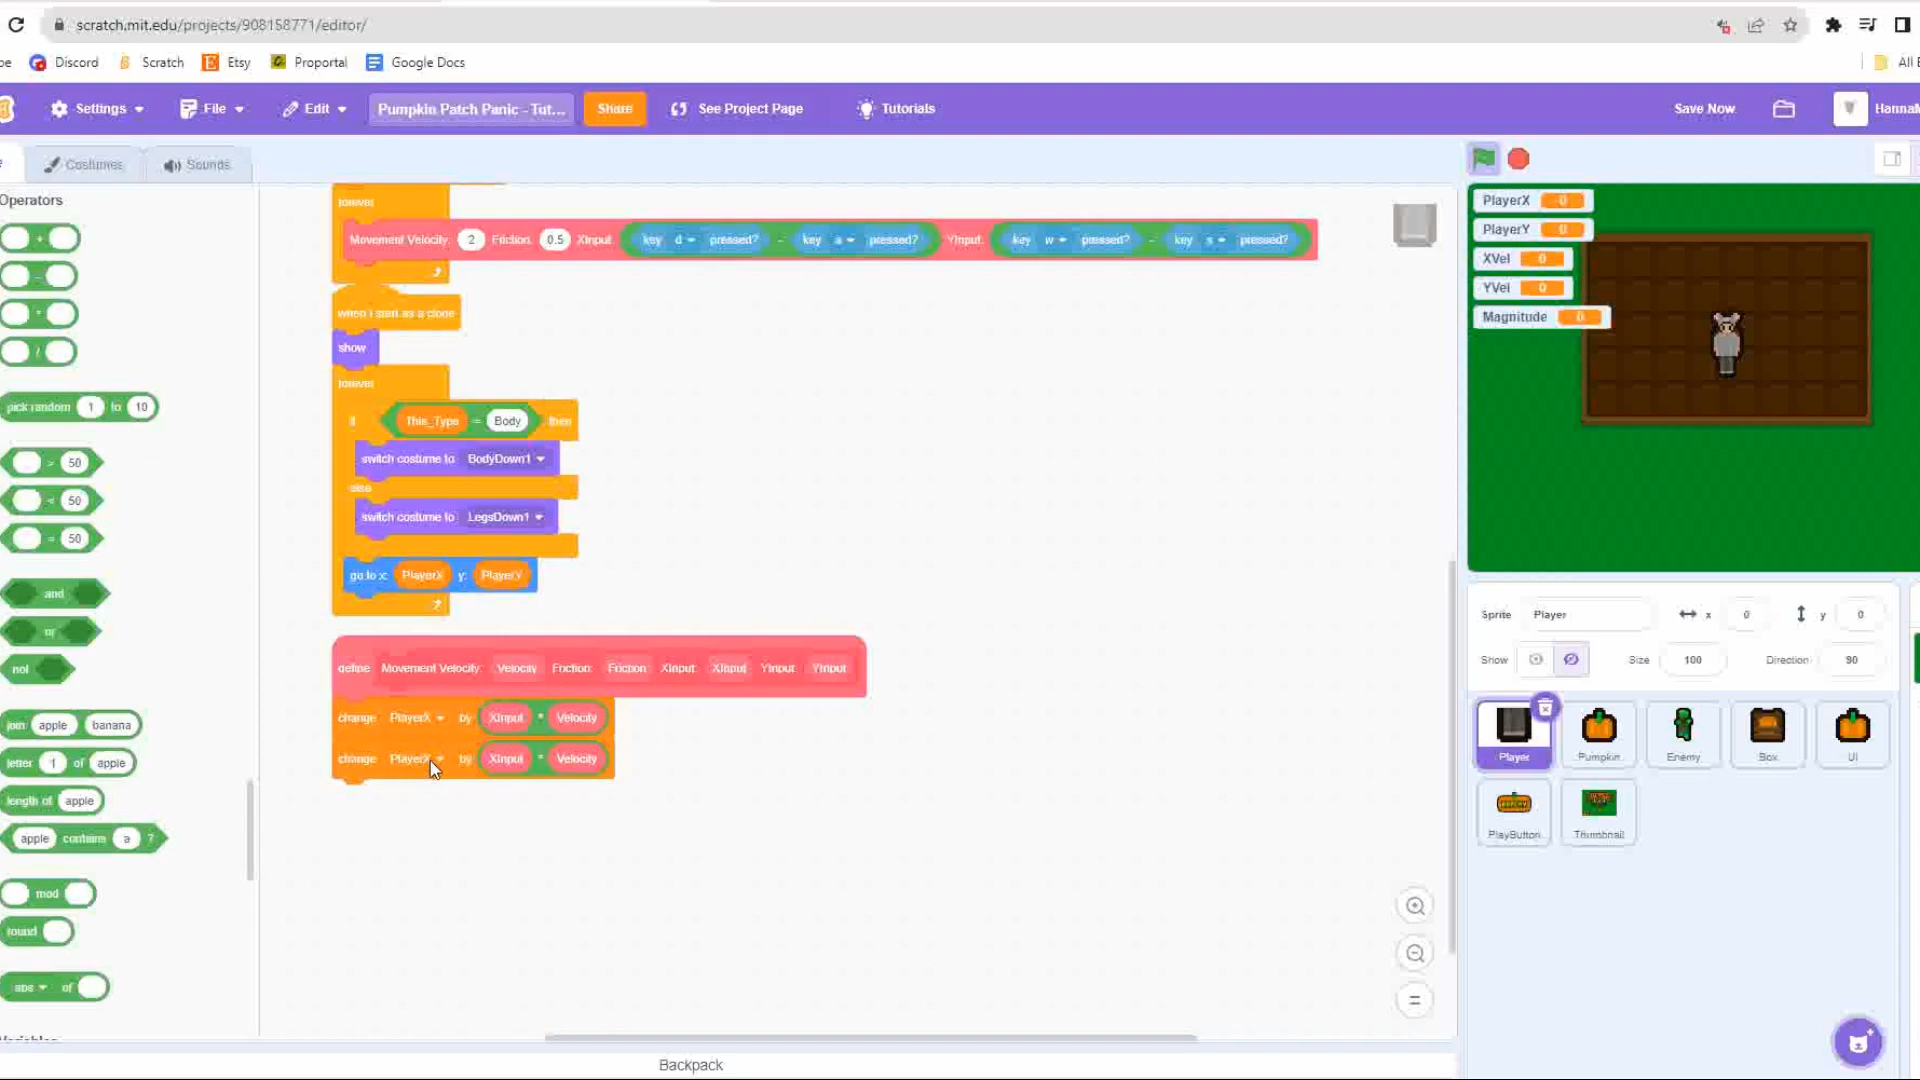 scratch.mit.edu/projects/908158771/editor/
Discord
Scratch
Etsy
Proportal
Google Docs
Settings
File
Edit
Pumpkin Patch Panic - Tut...
Share
See Project Page
Tutorials
Save Now
Costumes
Sounds
Operators
+
-
*
/
pick random 1 to 10
> 50
< 50
= 50
and
or
not
join apple banana
letter 1 of apple
length of apple
apple contains a ?
mod
round
abs of
forever
Movement Velocity: 2 Friction: 0.5 XInput: key d pressed? - key a pressed? YInput: key w pressed? - key s pressed?
when I start as a clone
show
forever
if This_Type = Body then
switch costume to BodyDown1
else
switch costume to LegsDown1
go to x: PlayerX y: PlayerY
define Movement Velocity: Velocity Friction: Friction XInput: XInput YInput: YInput
change PlayerX by XInput * Velocity
change PlayerX by XInput * Velocity
Backpack
PlayerX 0
PlayerY 0
XVel 0
YVel 0
Magnitude 0
Sprite Player x 0 y 0
Show Size 100 Direction 90
Player
Pumpkin
Enemy
Box
UI
PlayButton
Thumbnail